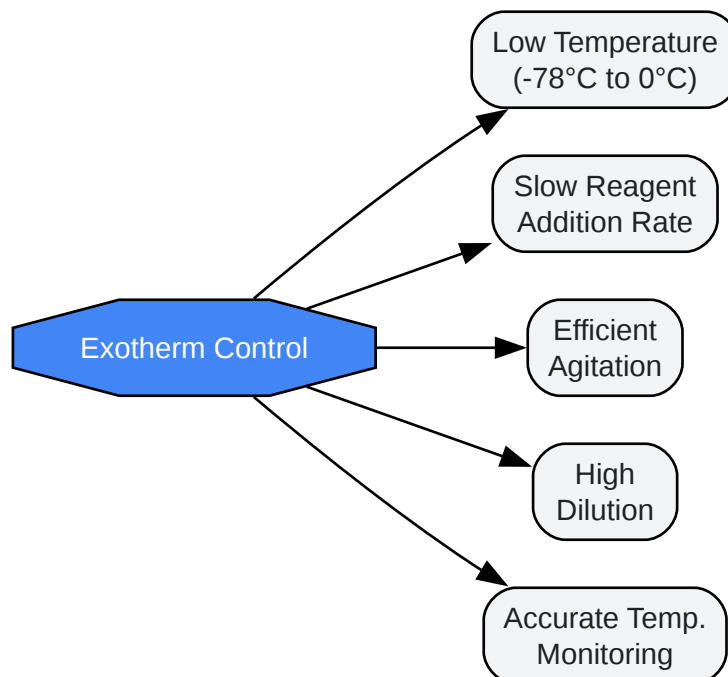 Low Temperature
(-78°C to 0°C)
Slow Reagent
Addition Rate
Exotherm Control
Efficient
Agitation
High
Dilution
Accurate Temp.
Monitoring